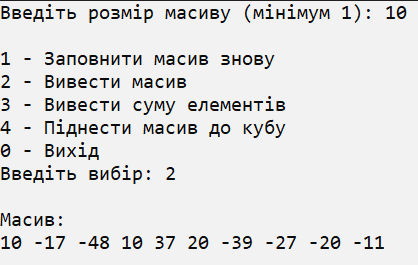 Введіть розмір масиву (мінімум 1): 10
1 - Заповнити масив знову
2 - Вивести масив
3 - Вивести суму елементів
4 - Піднести масив до кубу
0 - Вихід
Введіть вибір: 2
Масив:
10 -17 -48 10 37 20 -39 -27 -20 -11